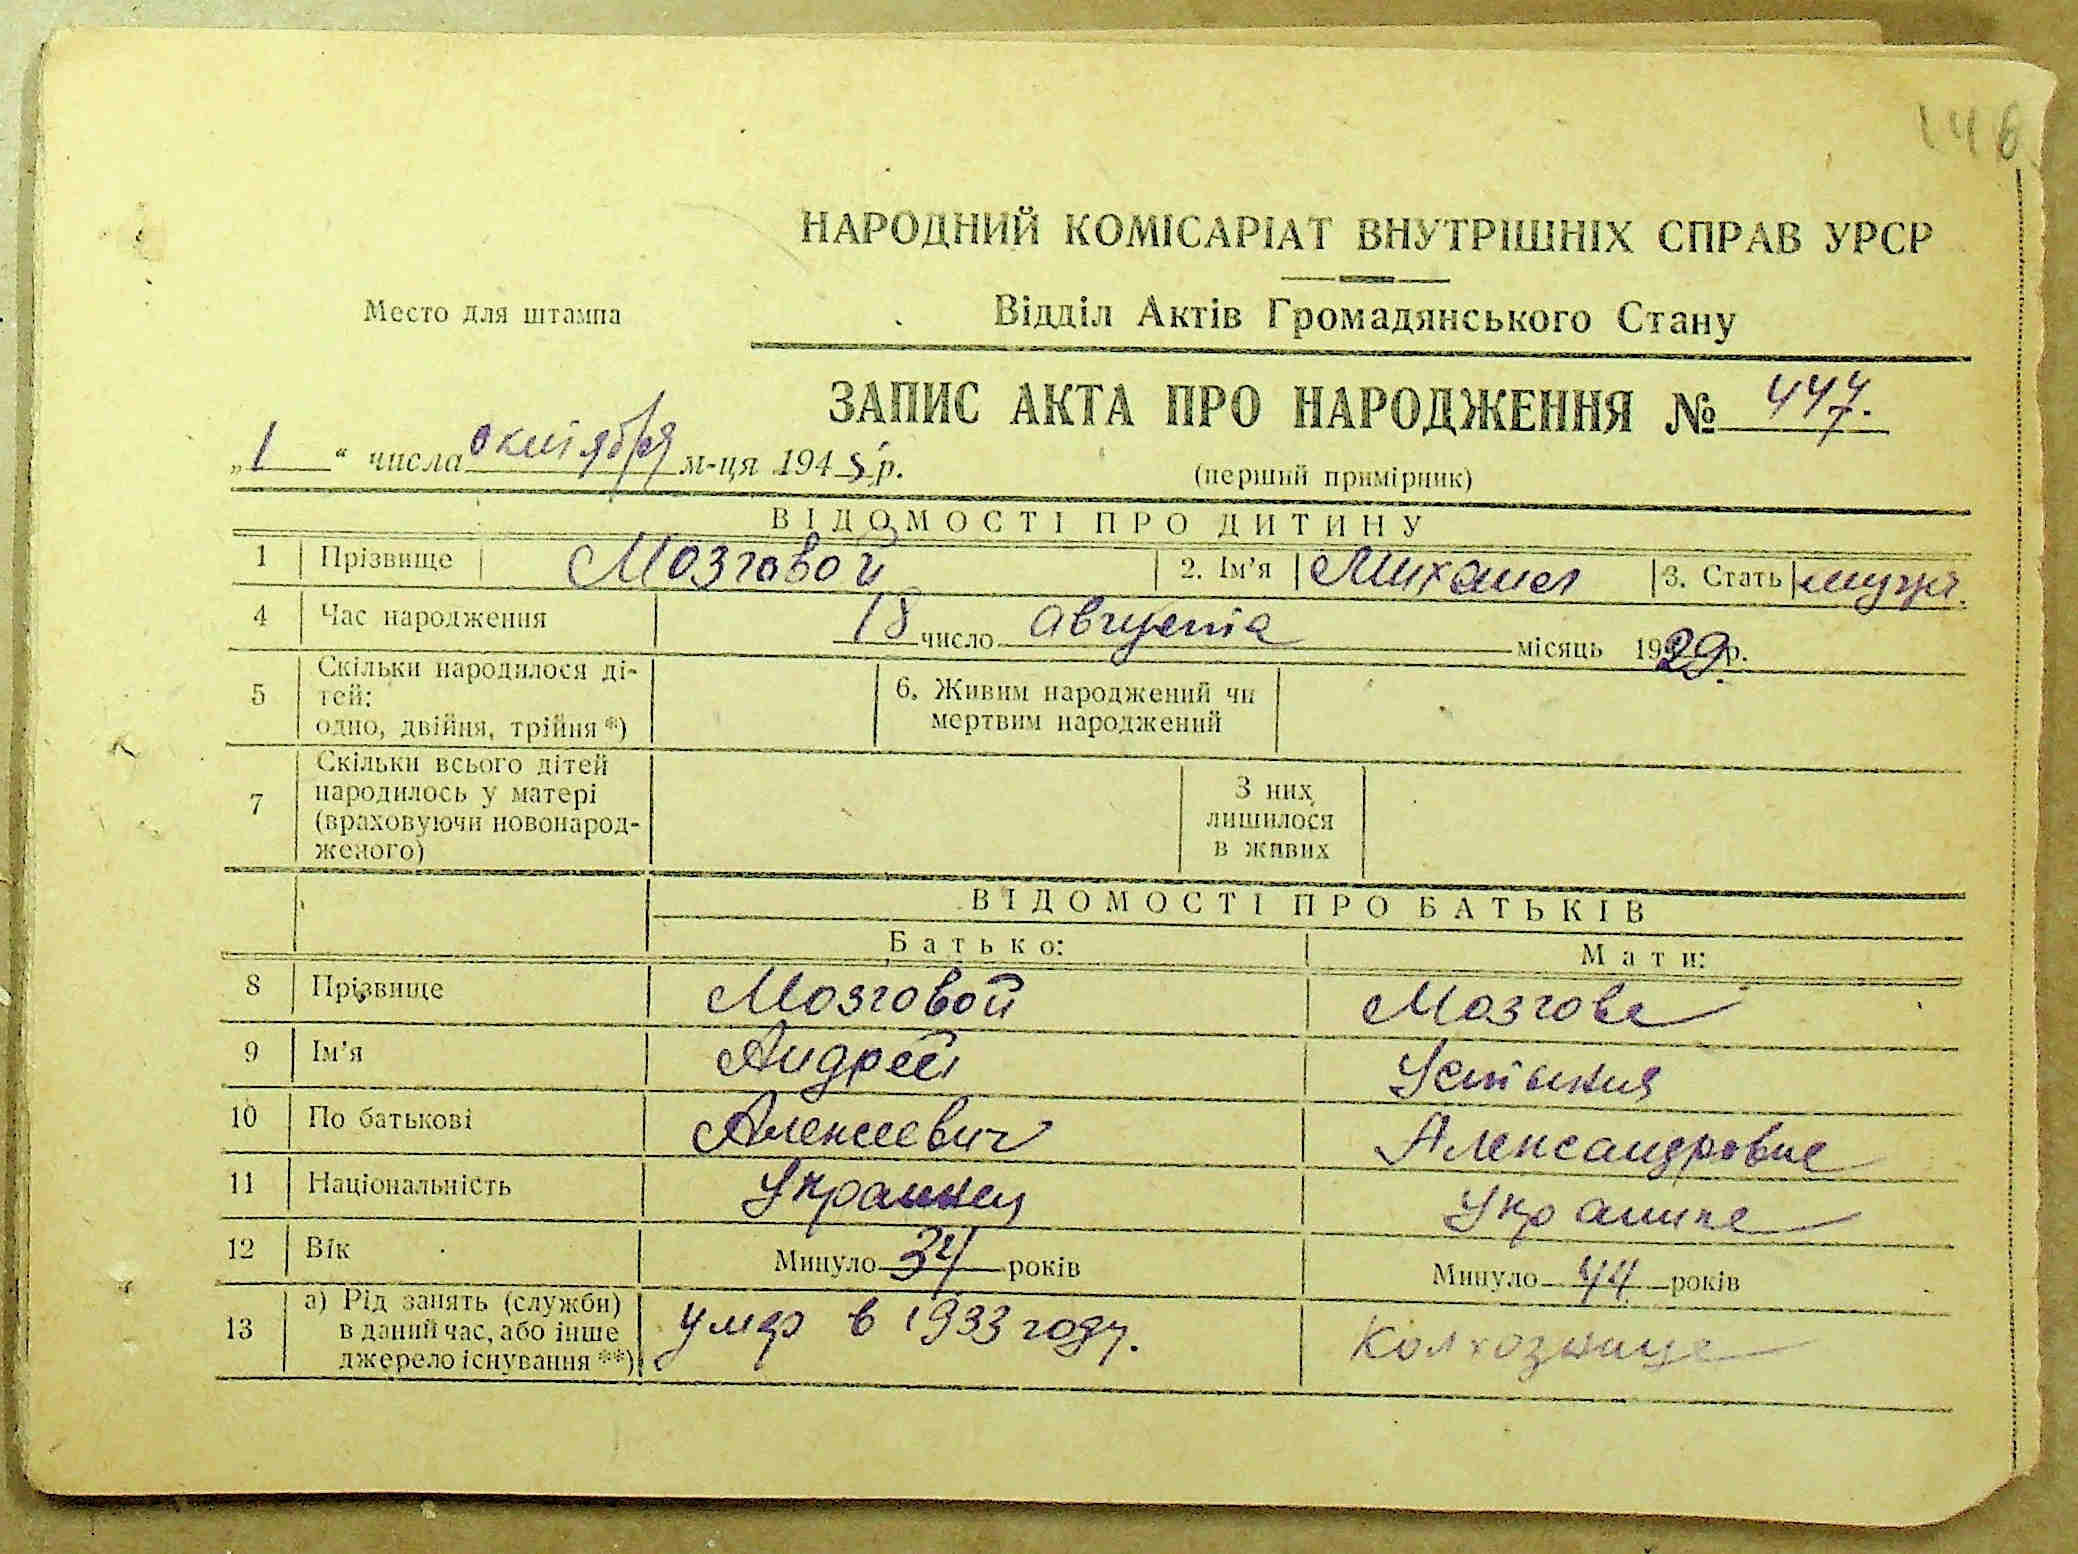 146
НАРОДНИЙ КОМІСАРІАТ ВНУТРІШНІХ СПРАВ УРСР
Место для штампа
Відділ Актів Громадянського Стану
ЗАПИС АКТА ПРО НАРОДЖЕННЯ № 447.
„1" числа октября м-ця 1945 р.
(перший примірник)
ВІДОМОСТІ ПРО ДИТИНУ
1 Прізвище Мозговой 2. Ім'я Михаил 3. Стать мужч.
4 Час народження 18 число августа місяць 1929 р.
5 Скільки народилося ді-
тей:
одно, двійня, трійня *)
6. Живим народжений чи
мертвим народжений
7 Скільки всього дітей
народилось у матері
(враховуючи новонарод-
женого)
З них
лишилося
в живих
ВІДОМОСТІ ПРО БАТЬКІВ
Батько: Мати:
8 Прізвище Мозговой Мозговая
9 Ім'я Андрей Устиния
10 По батькові Алексеевич Александровна
11 Національність Украинец Украинка
12 Вік Минуло 34 років Минуло 44 років
13 а) Рід занять (служби)
в даний час, або інше
джерело існування **)
умер в 1933 году. Колхозница